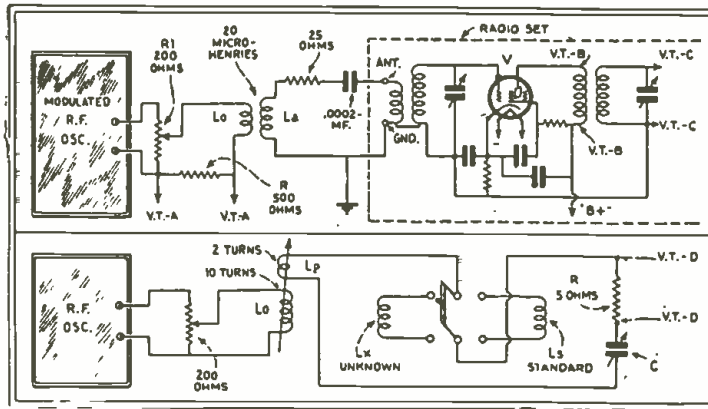 RADIO SET
R1
200
OHMS
20
MICRO-
HENRIES
25
OHMS
ANT.
V
V.T.-B
V.T.-C
MODULATED
R.F.
OSC.
Lo
La
.0002-
MF.
GND.
V.T.-C
V.T.-B
R
500
OHMS
V.T.-A
V.T.-A
"B+"
2 TURNS
Lp
10 TURNS
V.T.-D
R.F.
OSC.
Lo
R
5 OHMS
V.T.-D
200
OHMS
Lx
UNKNOWN
Ls
STANDARD
C